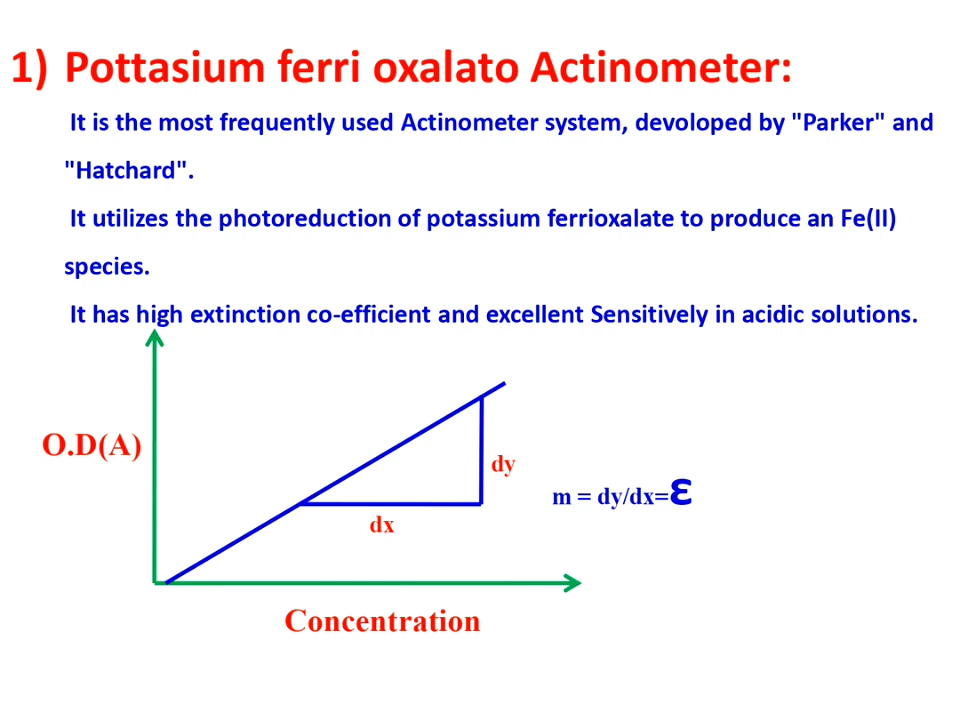 1) Pottasium ferri oxalato Actinometer:
It is the most frequently used Actinometer system, devoloped by "Parker" and
"Hatchard".
It utilizes the photoreduction of potassium ferrioxalate to produce an Fe(II)
species.
It has high extinction co-efficient and excellent Sensitively in acidic solutions.
O.D(A)
dy
m = dy/dx=ε
dx
Concentration